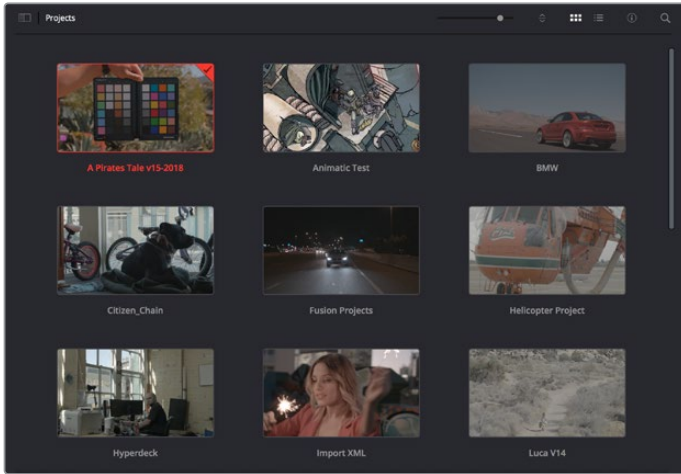 Projects
A Pirates Tale v15-2018
Animatic Test
BMW
Citizen_Chain
Fusion Projects
Helicopter Project
Hyperdeck
Import XML
Luca V14